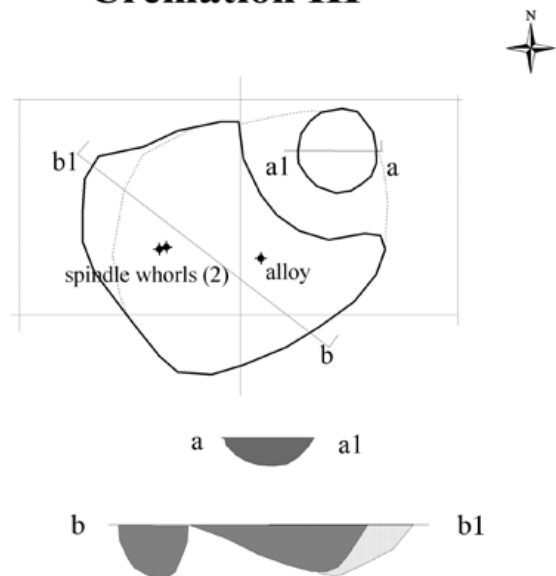 Cremation III
N
b1
a1
a
spindle whorls (2)
alloy
b
a
a1
b
b1